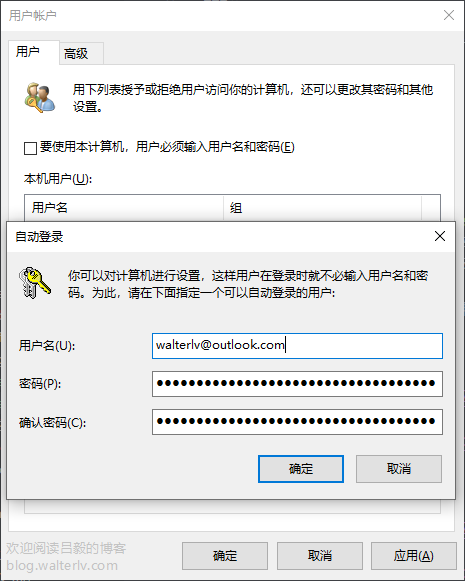 用户帐户
用户
高级
用下列表授予或拒绝用户访问你的计算机，还可以更改其密码和其他
设置。
要使用本计算机，用户必须输入用户名和密码(E)
本机用户(U):
用户名
组
自动登录
你可以对计算机进行设置，这样用户在登录时就不必输入用户名和密
码。为此，请在下面指定一个可以自动登录的用户:
用户名(U):
walterlv@outlook.com
密码(P):
●●●●●●●●●●●●●●●●●●●●●●●●●●●●●●●●●●●
确认密码(C):
●●●●●●●●●●●●●●●●●●●●●●●●●●●●●●●●●●●
确定
取消
欢迎阅读吕毅的博客
blog.walterlv.com
确定
取消
应用(A)